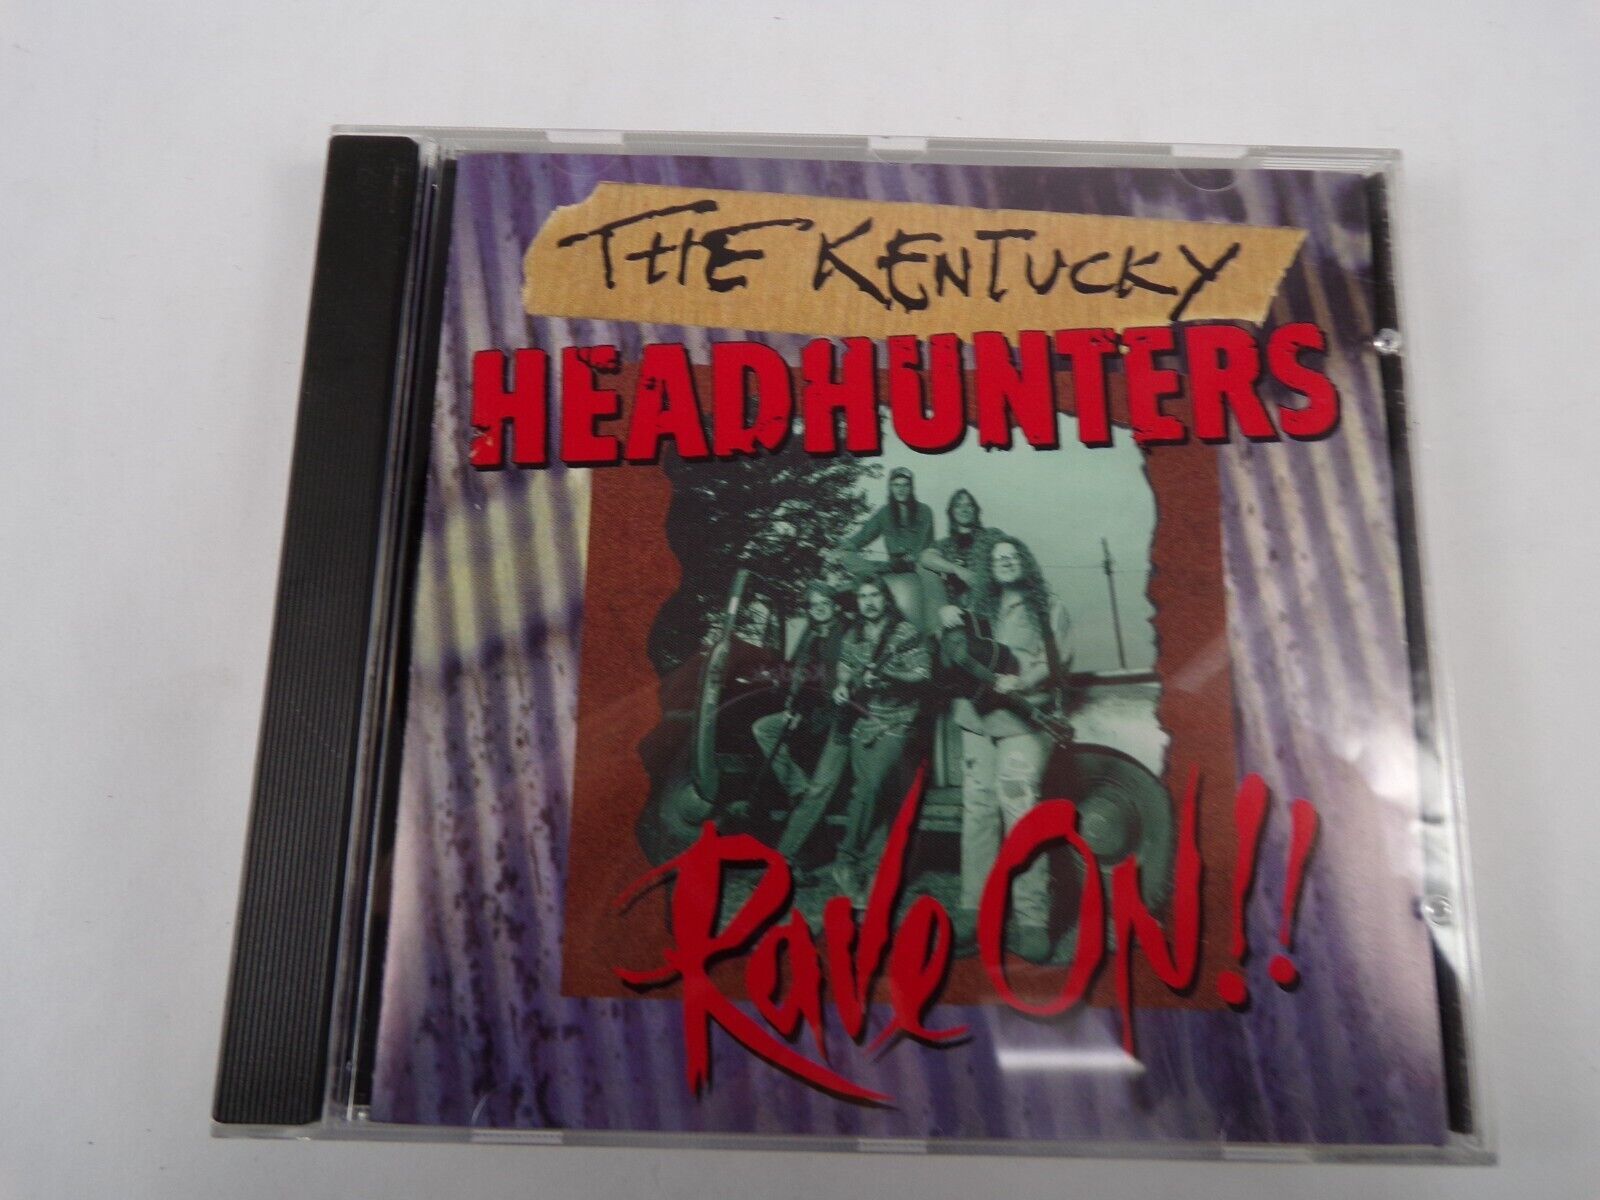 THE KENTUCKY
HEADHUNTERS
Rave On!!